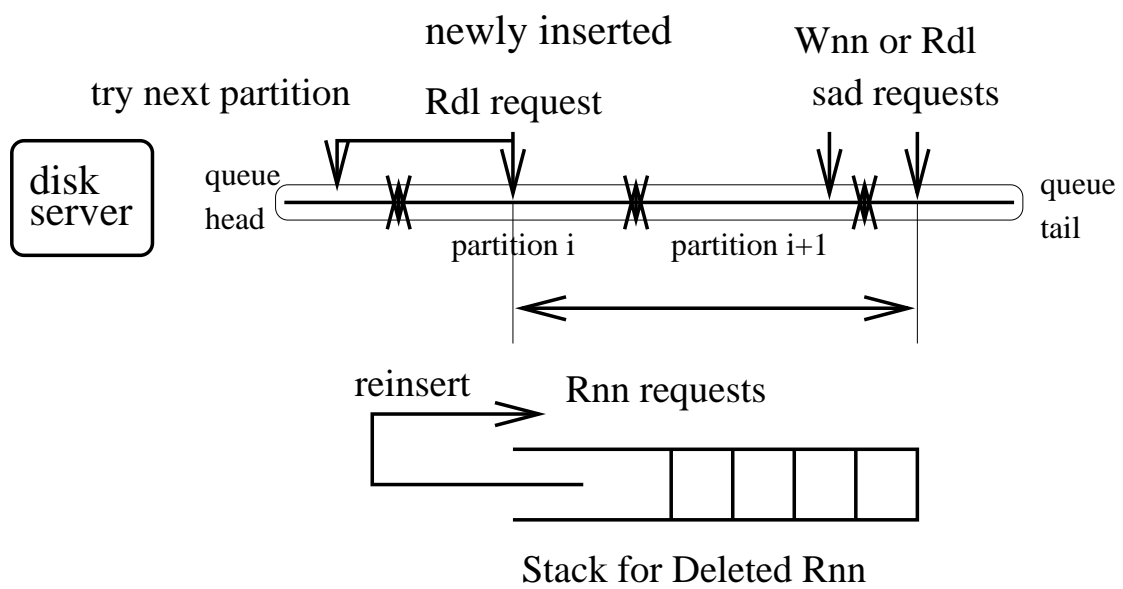 newly inserted
Wnn or Rdl
try next partition
Rdl request
sad requests
disk
server
queue
head
queue
tail
partition i
partition i+1
reinsert
Rnn requests
Stack for Deleted Rnn